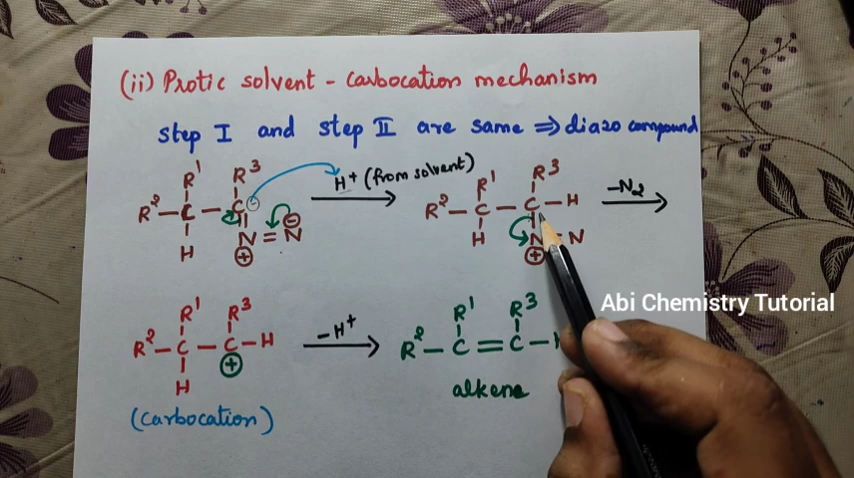 (ii) Protic solvent - carbocation mechanism
step I and step II are same ⇒ diazo compound
R¹ R³
R² - C - C
H N = N
⊕ ⊖
H⁺ (from solvent)
R¹ R³
R² - C - C - H
H N N
⊕
-N₂
Abi Chemistry Tutorial
R¹ R³
R² - C - C - H
H ⊕
(carbocation)
-H⁺
R¹ R³
R² - C = C -
alkene